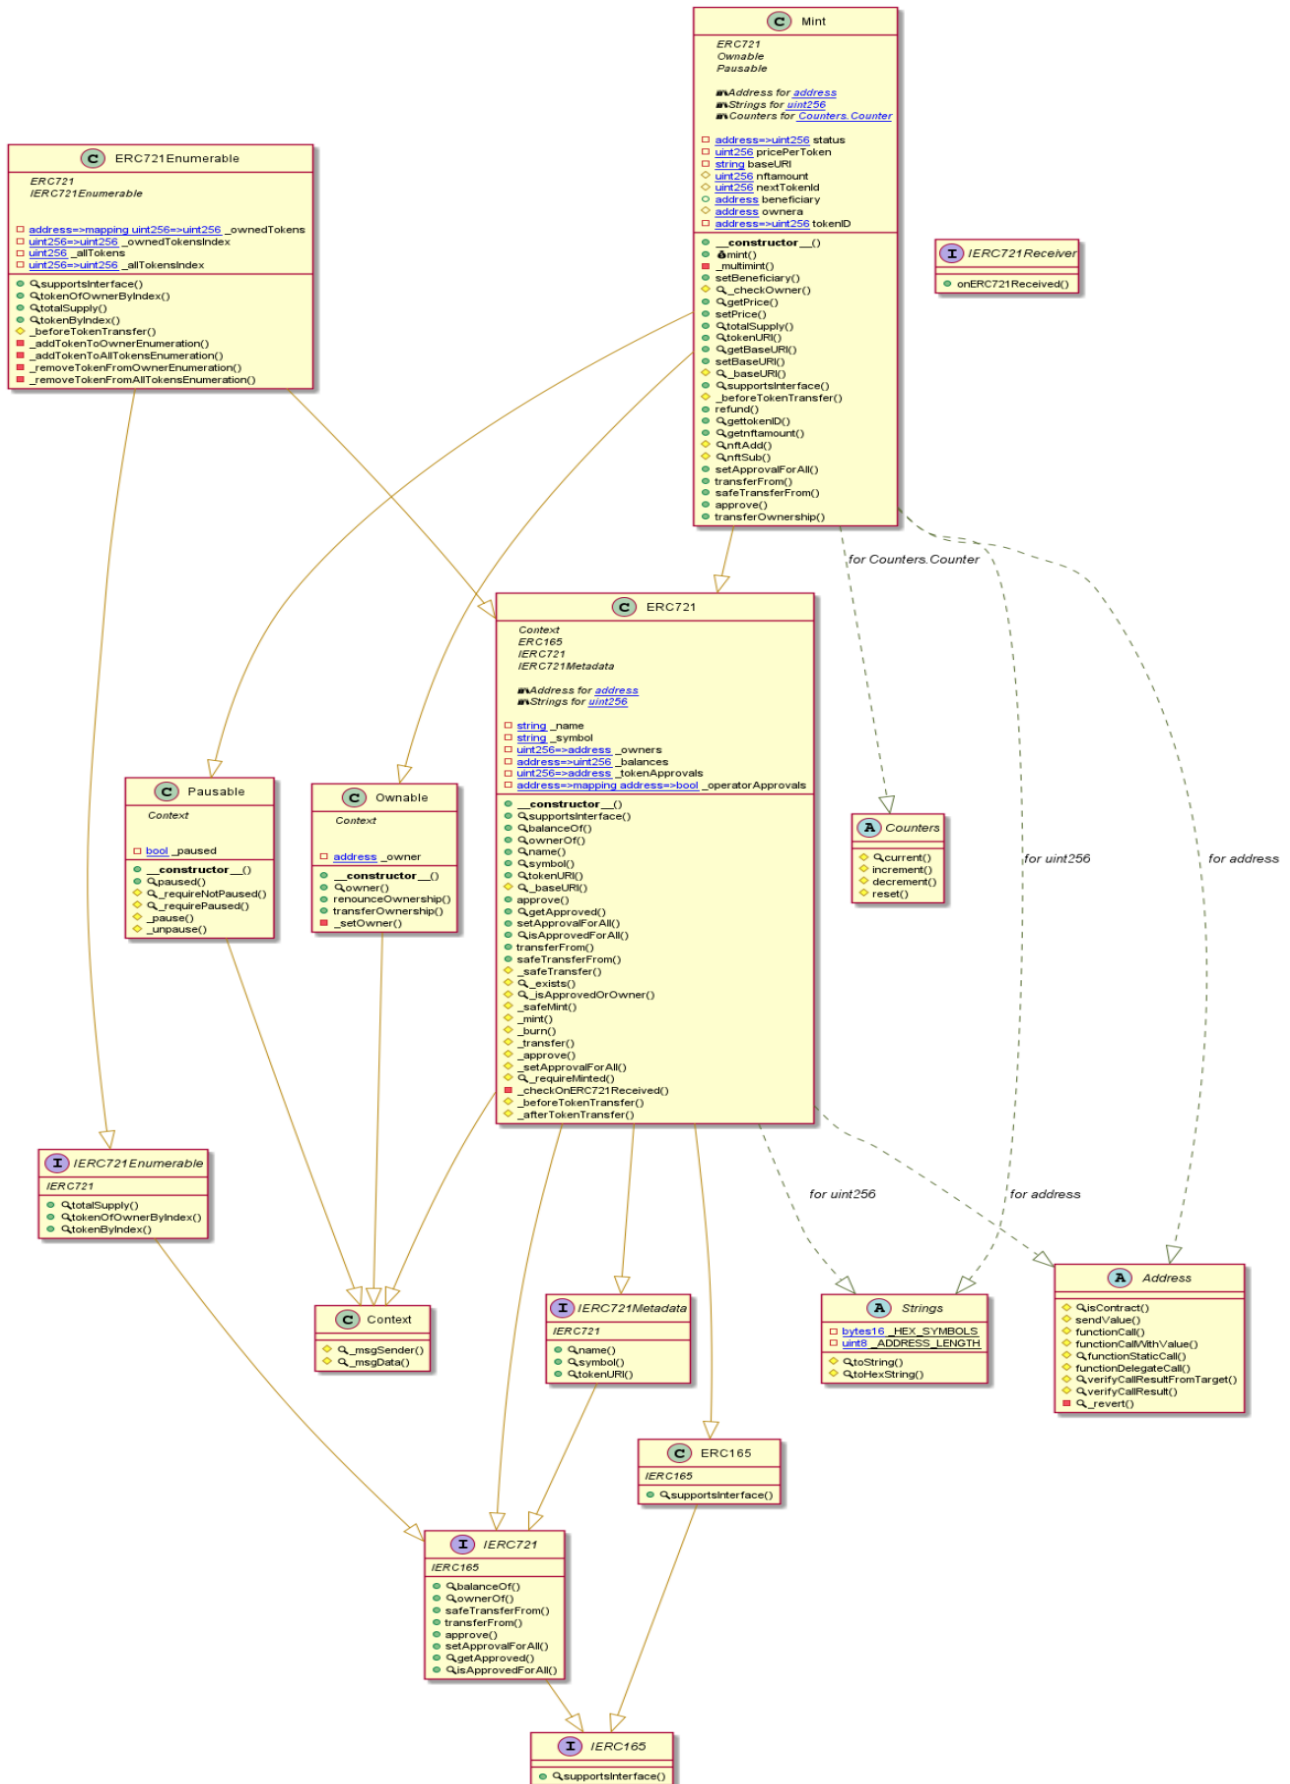 C Mint
ERC721
Ownable
Pausable
Address for address
Strings for uint256
Counters for Counters.Counter
address=>uint256 status
uint256 pricePerToken
string baseURI
uint256 nftamount
uint256 nextTokenId
address beneficiary
address ownera
address=>uint256 tokenID
__constructor__()
mint()
_multimint()
setBeneficiary()
_checkOwner()
getPrice()
setPrice()
totalSupply()
tokenURI()
getBaseURI()
setBaseURI()
_baseURI()
supportsInterface()
_beforeTokenTransfer()
refund()
gettokenID()
getnftamount()
nftAdd()
nftSub()
setApprovalForAll()
transferFrom()
safeTransferFrom()
approve()
transferOwnership()
C ERC721Enumerable
ERC721
IERC721Enumerable
address=>mapping uint256=>uint256 _ownedTokens
uint256=>uint256 _ownedTokensIndex
uint256 _allTokens
uint256=>uint256 _allTokensIndex
supportsInterface()
tokenOfOwnerByIndex()
totalSupply()
tokenByIndex()
_beforeTokenTransfer()
_addTokenToOwnerEnumeration()
_addTokenToAllTokensEnumeration()
_removeTokenFromOwnerEnumeration()
_removeTokenFromAllTokensEnumeration()
I IERC721Receiver
onERC721Received()
for Counters.Counter
C ERC721
Context
ERC165
IERC721
IERC721Metadata
Address for address
Strings for uint256
string _name
string _symbol
uint256=>address _owners
address=>uint256 _balances
uint256=>address _tokenApprovals
address=>mapping address=>bool _operatorApprovals
__constructor__()
supportsInterface()
balanceOf()
ownerOf()
name()
symbol()
tokenURI()
_baseURI()
approve()
getApproved()
setApprovalForAll()
isApprovedForAll()
transferFrom()
safeTransferFrom()
_safeTransfer()
_exists()
_isApprovedOrOwner()
_safeMint()
_mint()
_burn()
_transfer()
_approve()
_setApprovalForAll()
_requireMinted()
_checkOnERC721Received()
_beforeTokenTransfer()
_afterTokenTransfer()
C Pausable
Context
bool _paused
__constructor__()
paused()
_requireNotPaused()
_requirePaused()
_pause()
_unpause()
C Ownable
Context
address _owner
__constructor__()
owner()
renounceOwnership()
transferOwnership()
_setOwner()
A Counters
current()
increment()
decrement()
reset()
for uint256
for address
I IERC721Enumerable
IERC721
totalSupply()
tokenOfOwnerByIndex()
tokenByIndex()
for uint256
for address
C Context
_msgSender()
_msgData()
I IERC721Metadata
IERC721
name()
symbol()
tokenURI()
A Strings
bytes16 _HEX_SYMBOLS
uint8 _ADDRESS_LENGTH
toString()
toHexString()
A Address
isContract()
sendValue()
functionCall()
functionCallWithValue()
functionStaticCall()
functionDelegateCall()
verifyCallResultFromTarget()
verifyCallResult()
_revert()
C ERC165
IERC165
supportsInterface()
I IERC721
IERC165
balanceOf()
ownerOf()
safeTransferFrom()
transferFrom()
approve()
setApprovalForAll()
getApproved()
isApprovedForAll()
I IERC165
supportsInterface()